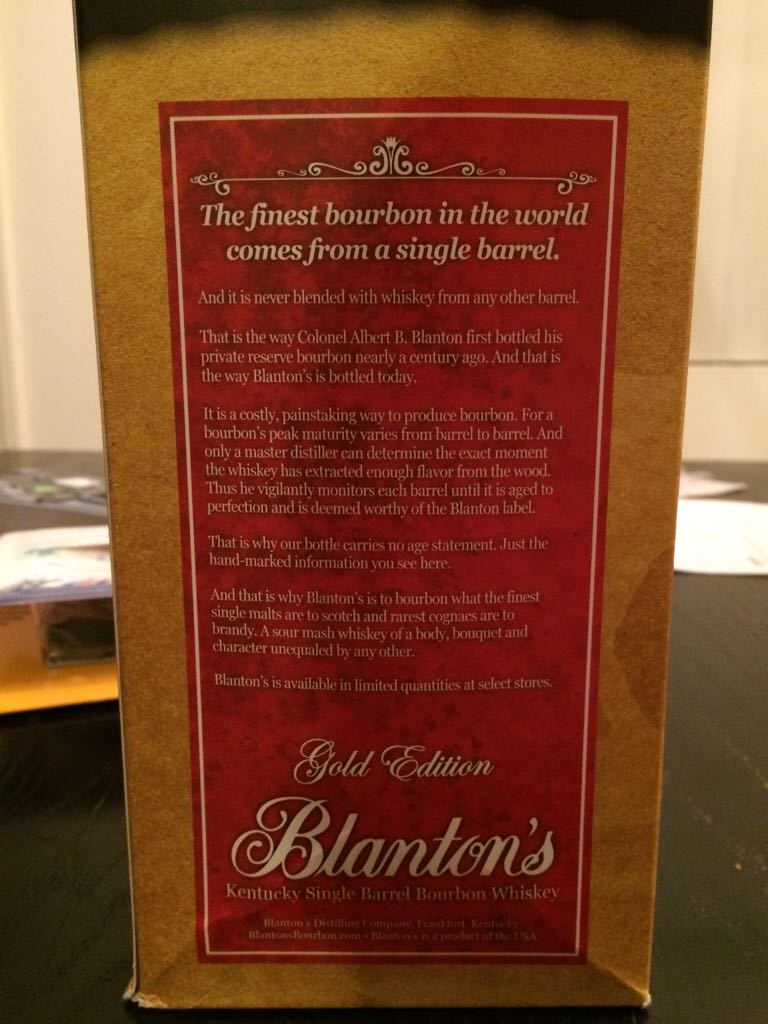 The finest bourbon in the world
comes from a single barrel.
And it is never blended with whiskey from any other barrel.
That is the way Colonel Albert B. Blanton first bottled his
private reserve bourbon nearly a century ago. And that is
the way Blanton's is bottled today.
It is a costly, painstaking way to produce bourbon. For a
bourbon's peak maturity varies from barrel to barrel. And
only a master distiller can determine the exact moment
the whiskey has extracted enough flavor from the wood.
Thus he vigilantly monitors each barrel until it is aged to
perfection and is deemed worthy of the Blanton label.
That is why our bottle carries no age statement. Just the
hand-marked information you see here.
And that is why Blanton's is to bourbon what the finest
single malts are to scotch and rarest cognacs are to
brandy. A sour mash whiskey of a body, bouquet and
character unequaled by any other.
Blanton's is available in limited quantities at select stores.
Gold Edition
Blanton's
Kentucky Single Barrel Bourbon Whiskey
Blanton's Distilling Company, Frankfort, Kentucky
BlantonsBourbon.com • Blanton's is a product of the USA